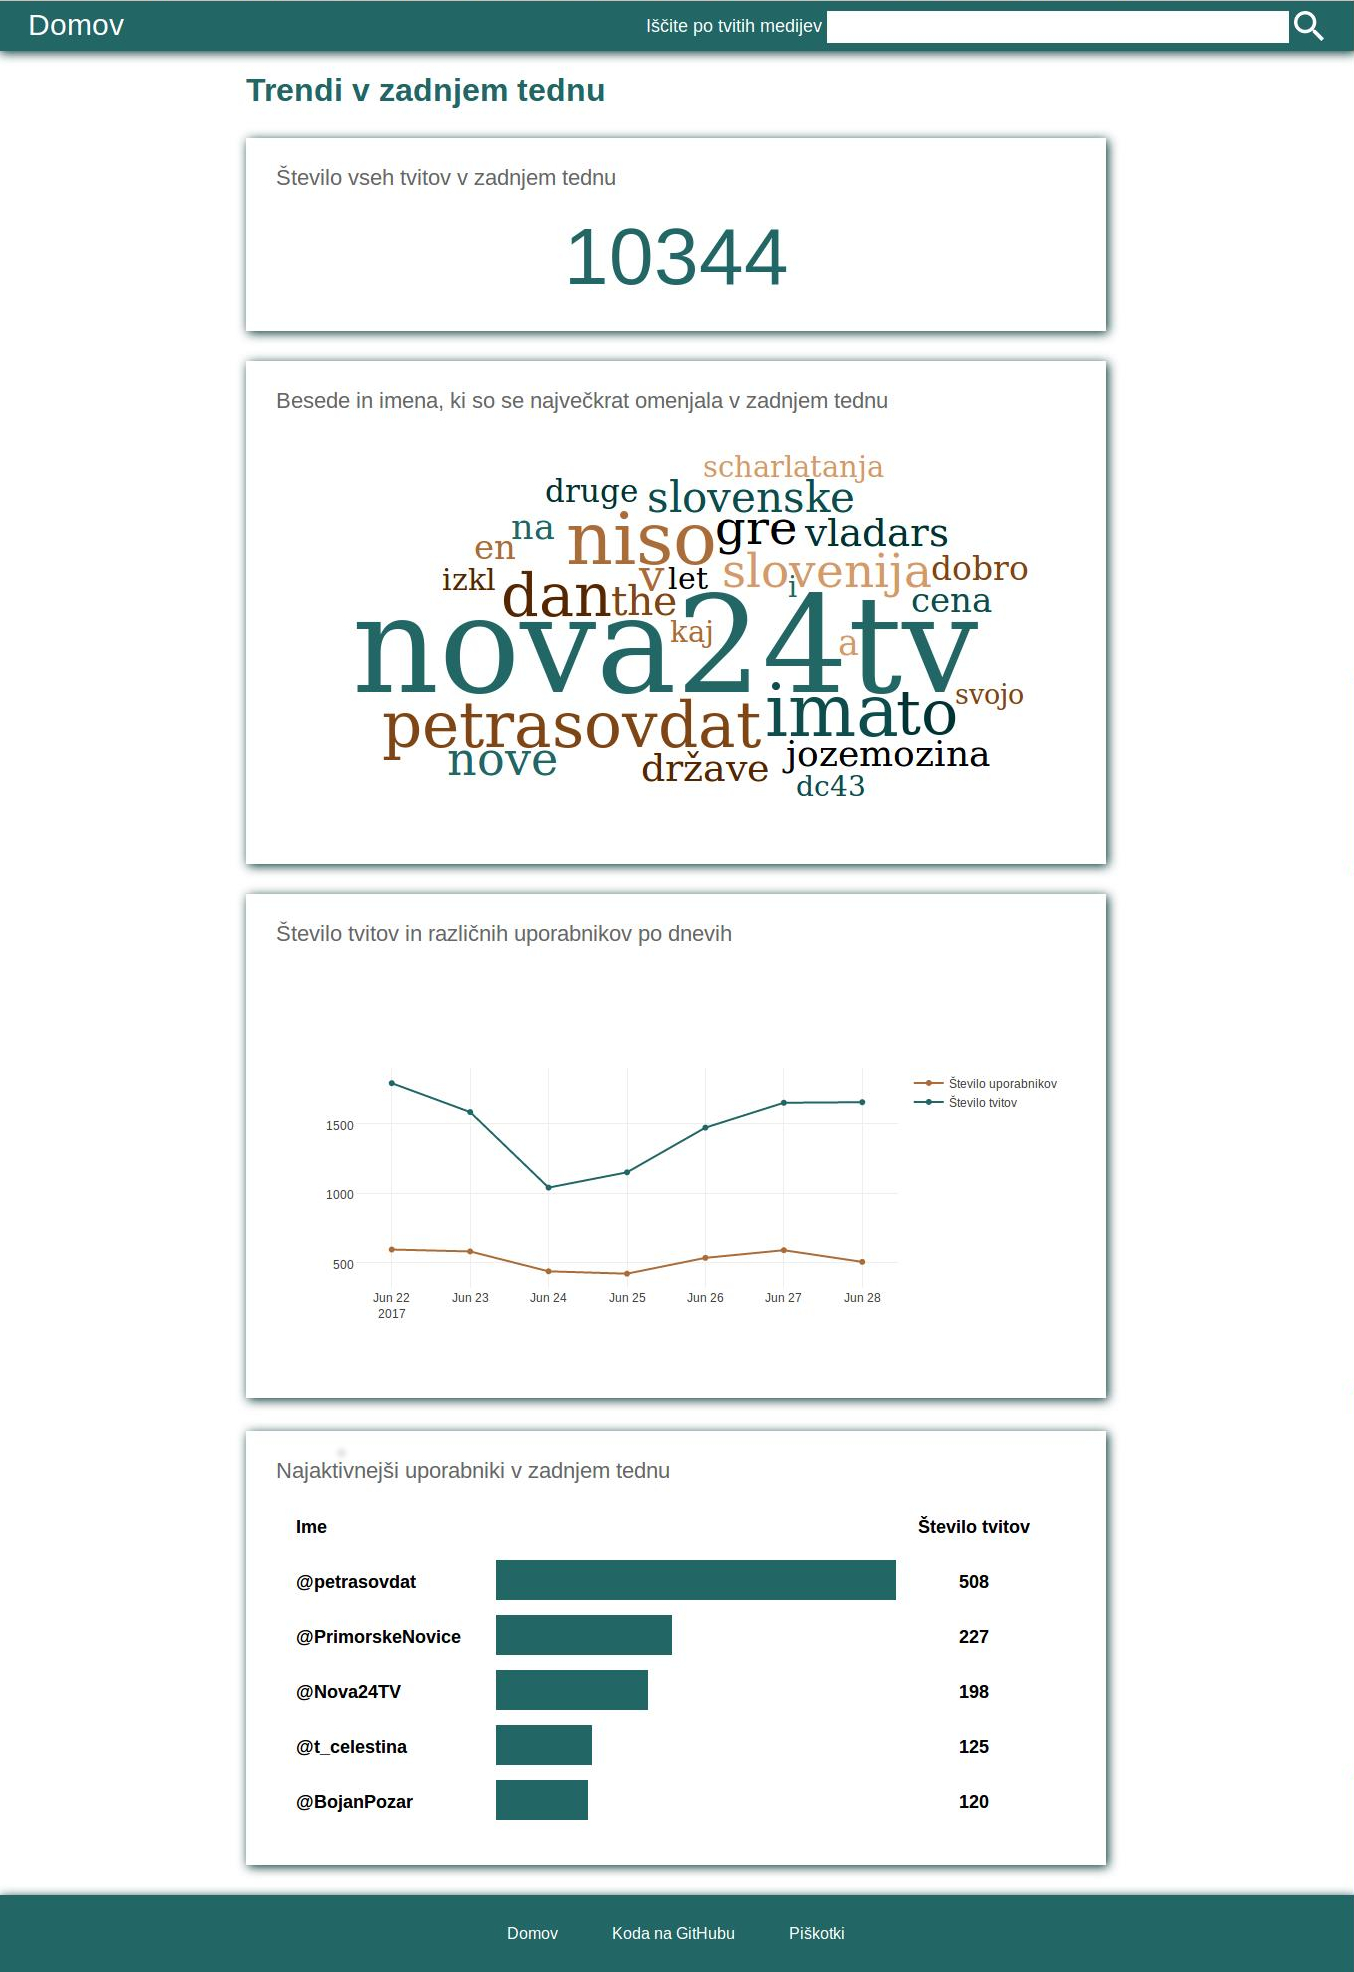 Domov
Iščite po tvitih medijev
Trendi v zadnjem tednu
Število vseh tvitov v zadnjem tednu
10344
Besede in imena, ki so se največkrat omenjala v zadnjem tednu
scharlatanja
druge slovenske
na niso gre vladars
en v let slovenija dobro
izkl dan the i cena
nova24tv
kaj a
petrasovdat ima to svojo
nove države jozemozina
dc43
Število tvitov in različnih uporabnikov po dnevih
Število uporabnikov
Število tvitov
1500
1000
500
Jun 22 Jun 23 Jun 24 Jun 25 Jun 26 Jun 27 Jun 28
2017
Najaktivnejši uporabniki v zadnjem tednu
Ime Število tvitov
@petrasovdat 508
@PrimorskeNovice 227
@Nova24TV 198
@t_celestina 125
@BojanPozar 120
Domov Koda na GitHubu Piškotki